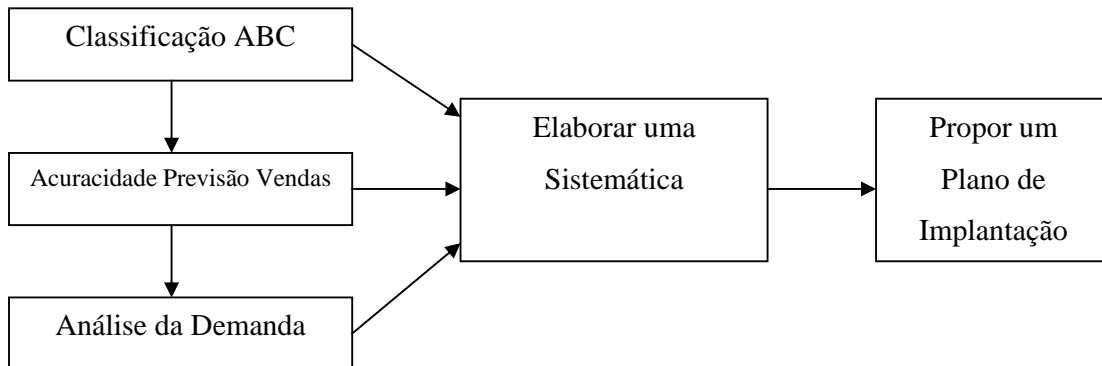 Classificação ABC
Acuracidade Previsão Vendas
Análise da Demanda
Elaborar uma
Sistemática
Propor um
Plano de
Implantação